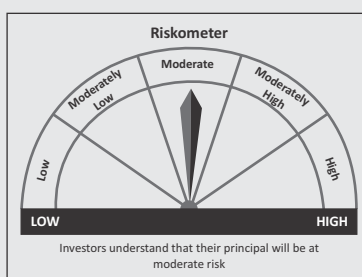 Riskometer
Low
Moderately
Low
Moderate
Moderately
High
High
LOW
HIGH
Investors understand that their principal will be at
moderate risk